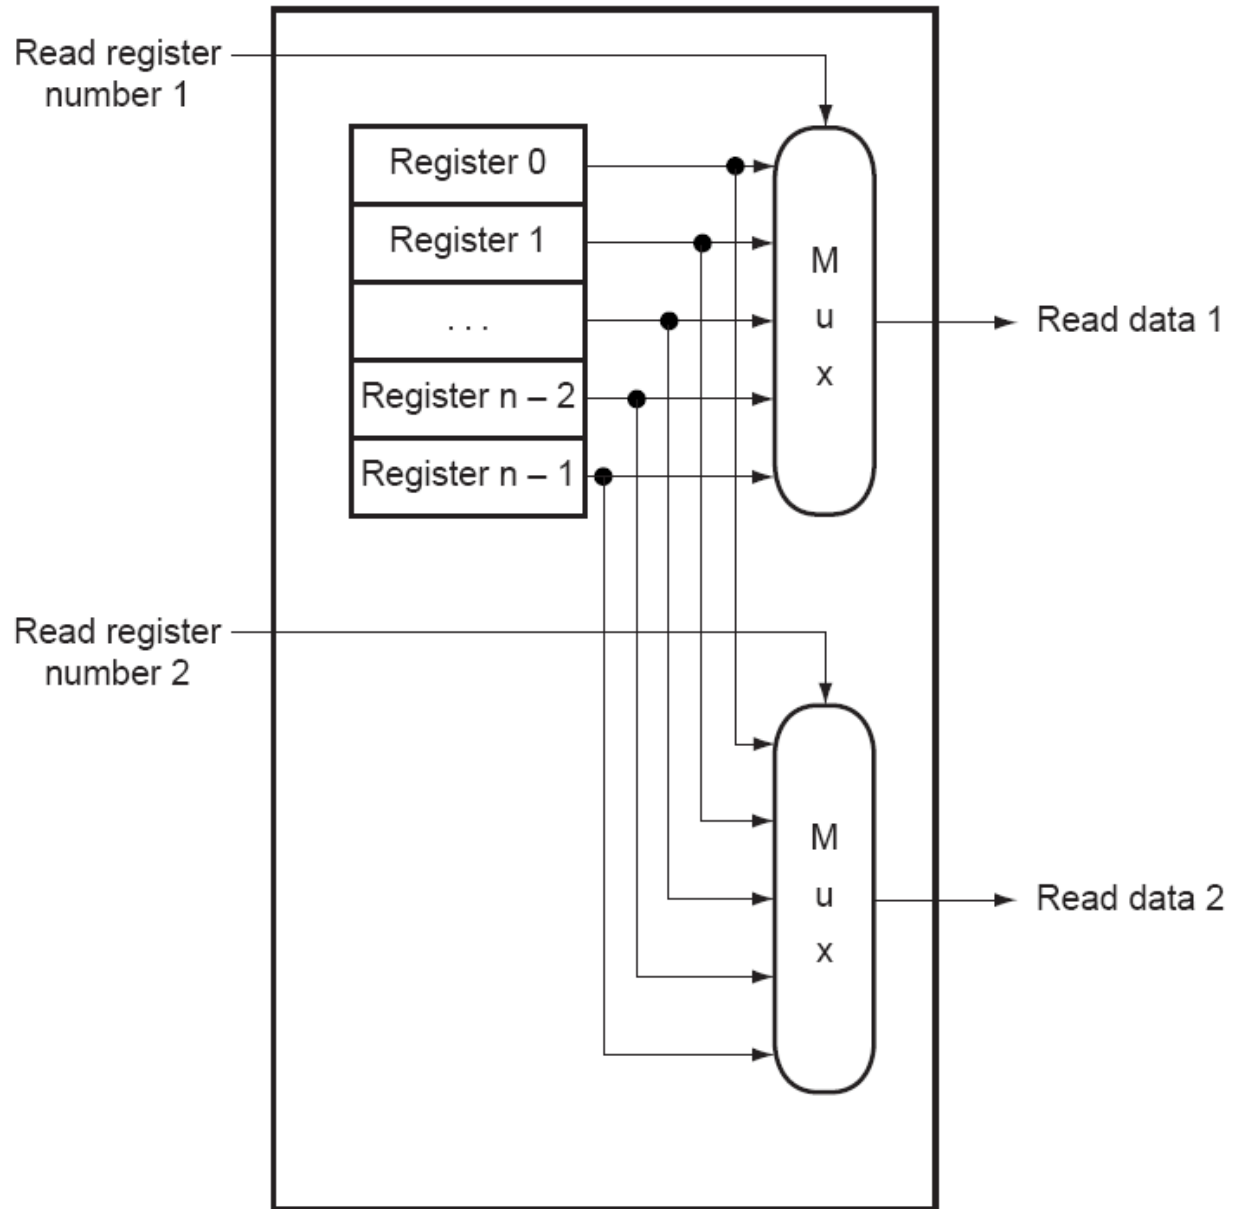 Read register
number 1
Register 0
Register 1
. . .
Register n – 2
Register n – 1
M
u
x
Read data 1
Read register
number 2
M
u
x
Read data 2